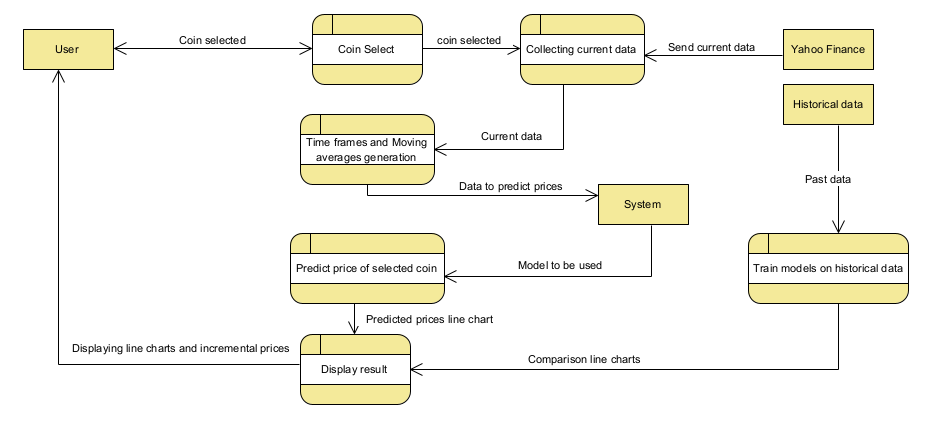 User
Coin selected
Coin Select
coin selected
Collecting current data
Send current data
Yahoo Finance
Historical data
Time frames and Moving
averages generation
Current data
Past data
Data to predict prices
System
Predict price of selected coin
Model to be used
Train models on historical data
Predicted prices line chart
Displaying line charts and incremental prices
Display result
Comparison line charts